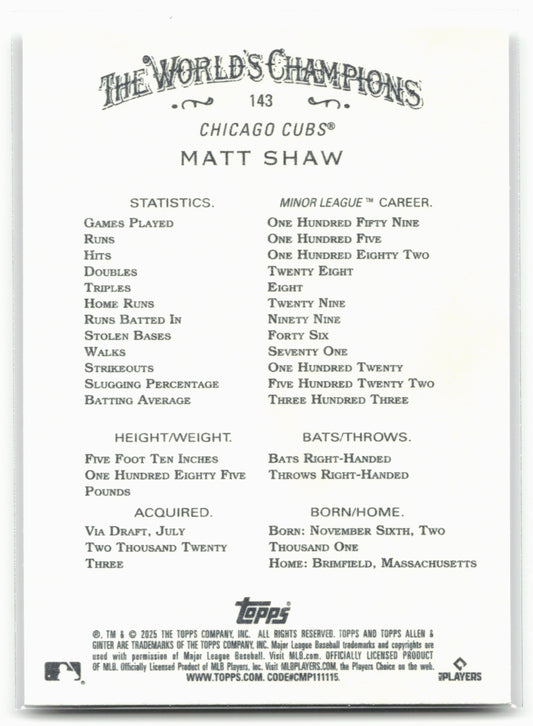 THE WORLD'S CHAMPIONS
143
CHICAGO CUBS®
MATT SHAW
STATISTICS. MINOR LEAGUE™ CAREER.
GAMES PLAYED ONE HUNDRED FIFTY NINE
RUNS ONE HUNDRED FIVE
HITS ONE HUNDRED EIGHTY TWO
DOUBLES TWENTY EIGHT
TRIPLES EIGHT
HOME RUNS TWENTY NINE
RUNS BATTED IN NINETY NINE
STOLEN BASES FORTY SIX
WALKS SEVENTY ONE
STRIKEOUTS ONE HUNDRED TWENTY
SLUGGING PERCENTAGE FIVE HUNDRED TWENTY TWO
BATTING AVERAGE THREE HUNDRED THREE
HEIGHT/WEIGHT.
FIVE FOOT TEN INCHES
ONE HUNDRED EIGHTY FIVE
POUNDS
BATS/THROWS.
BATS RIGHT-HANDED
THROWS RIGHT-HANDED
ACQUIRED.
VIA DRAFT, JULY
TWO THOUSAND TWENTY
THREE
BORN/HOME.
BORN: NOVEMBER SIXTH, TWO
THOUSAND ONE
HOME: BRIMFIELD, MASSACHUSETTS
topps®
®, TM & © 2025 THE TOPPS COMPANY, INC. ALL RIGHTS RESERVED. TOPPS AND TOPPS ALLEN &
GINTER ARE TRADEMARKS OF THE TOPPS COMPANY, INC. Major League Baseball trademarks and copyrights are
used with permission of Major League Baseball. Visit MLB.com. OFFICIALLY LICENSED PRODUCT
OF MLB. Officially Licensed Product of MLB Players, Inc. Visit MLBPLAYERS.COM, the Players Choice on the web.
WWW.TOPPS.COM. CODE#CMP111115.
PLAYERS